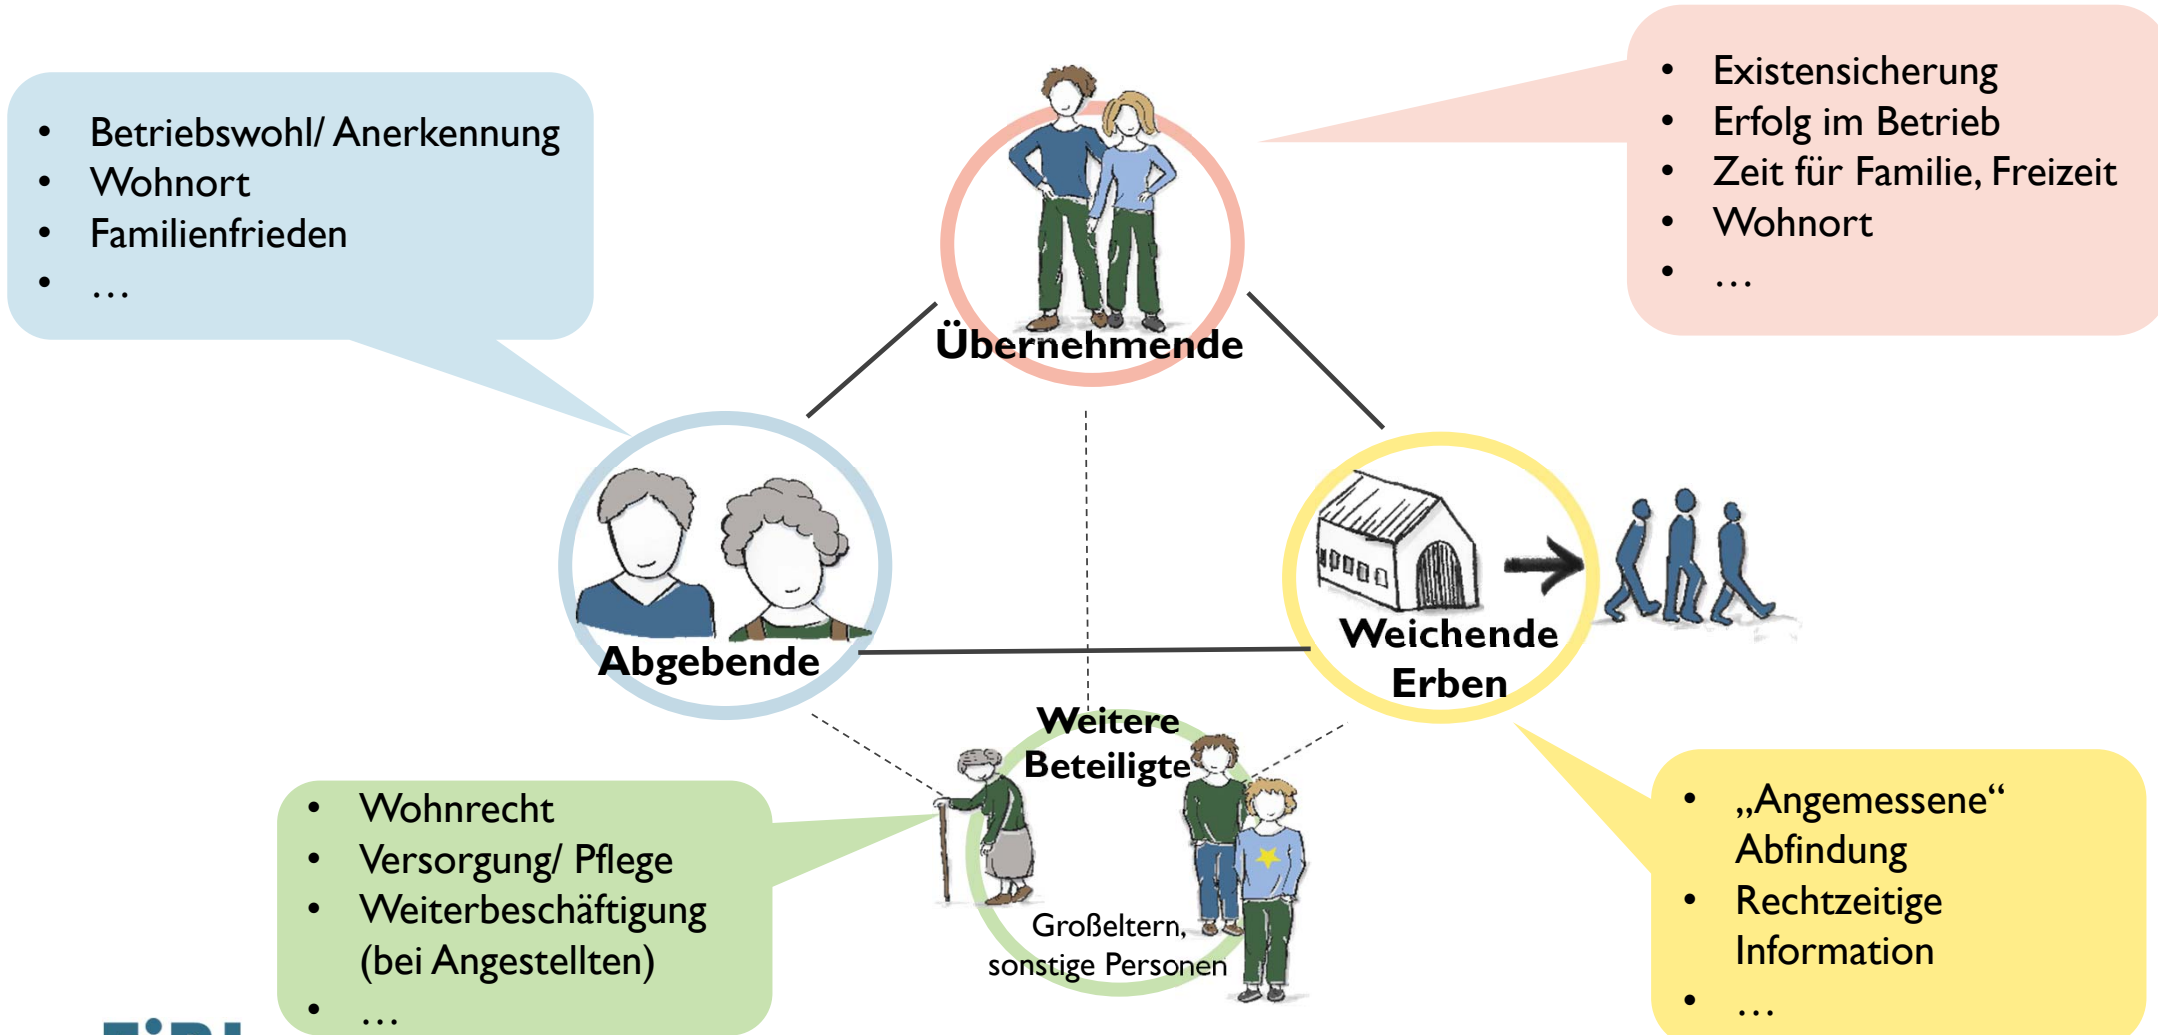 • Betriebswohl/ Anerkennung
• Wohnort
• Familienfrieden
• …
• Existensicherung
• Erfolg im Betrieb
• Zeit für Familie, Freizeit
• Wohnort
• …
Übernehmende
Abgebende
Weichende
Erben
Weitere
Beteiligte
Großeltern,
sonstige Personen
• Wohnrecht
• Versorgung/ Pflege
• Weiterbeschäftigung
(bei Angestellten)
• …
• „Angemessene“
Abfindung
• Rechtzeitige
Information
• …